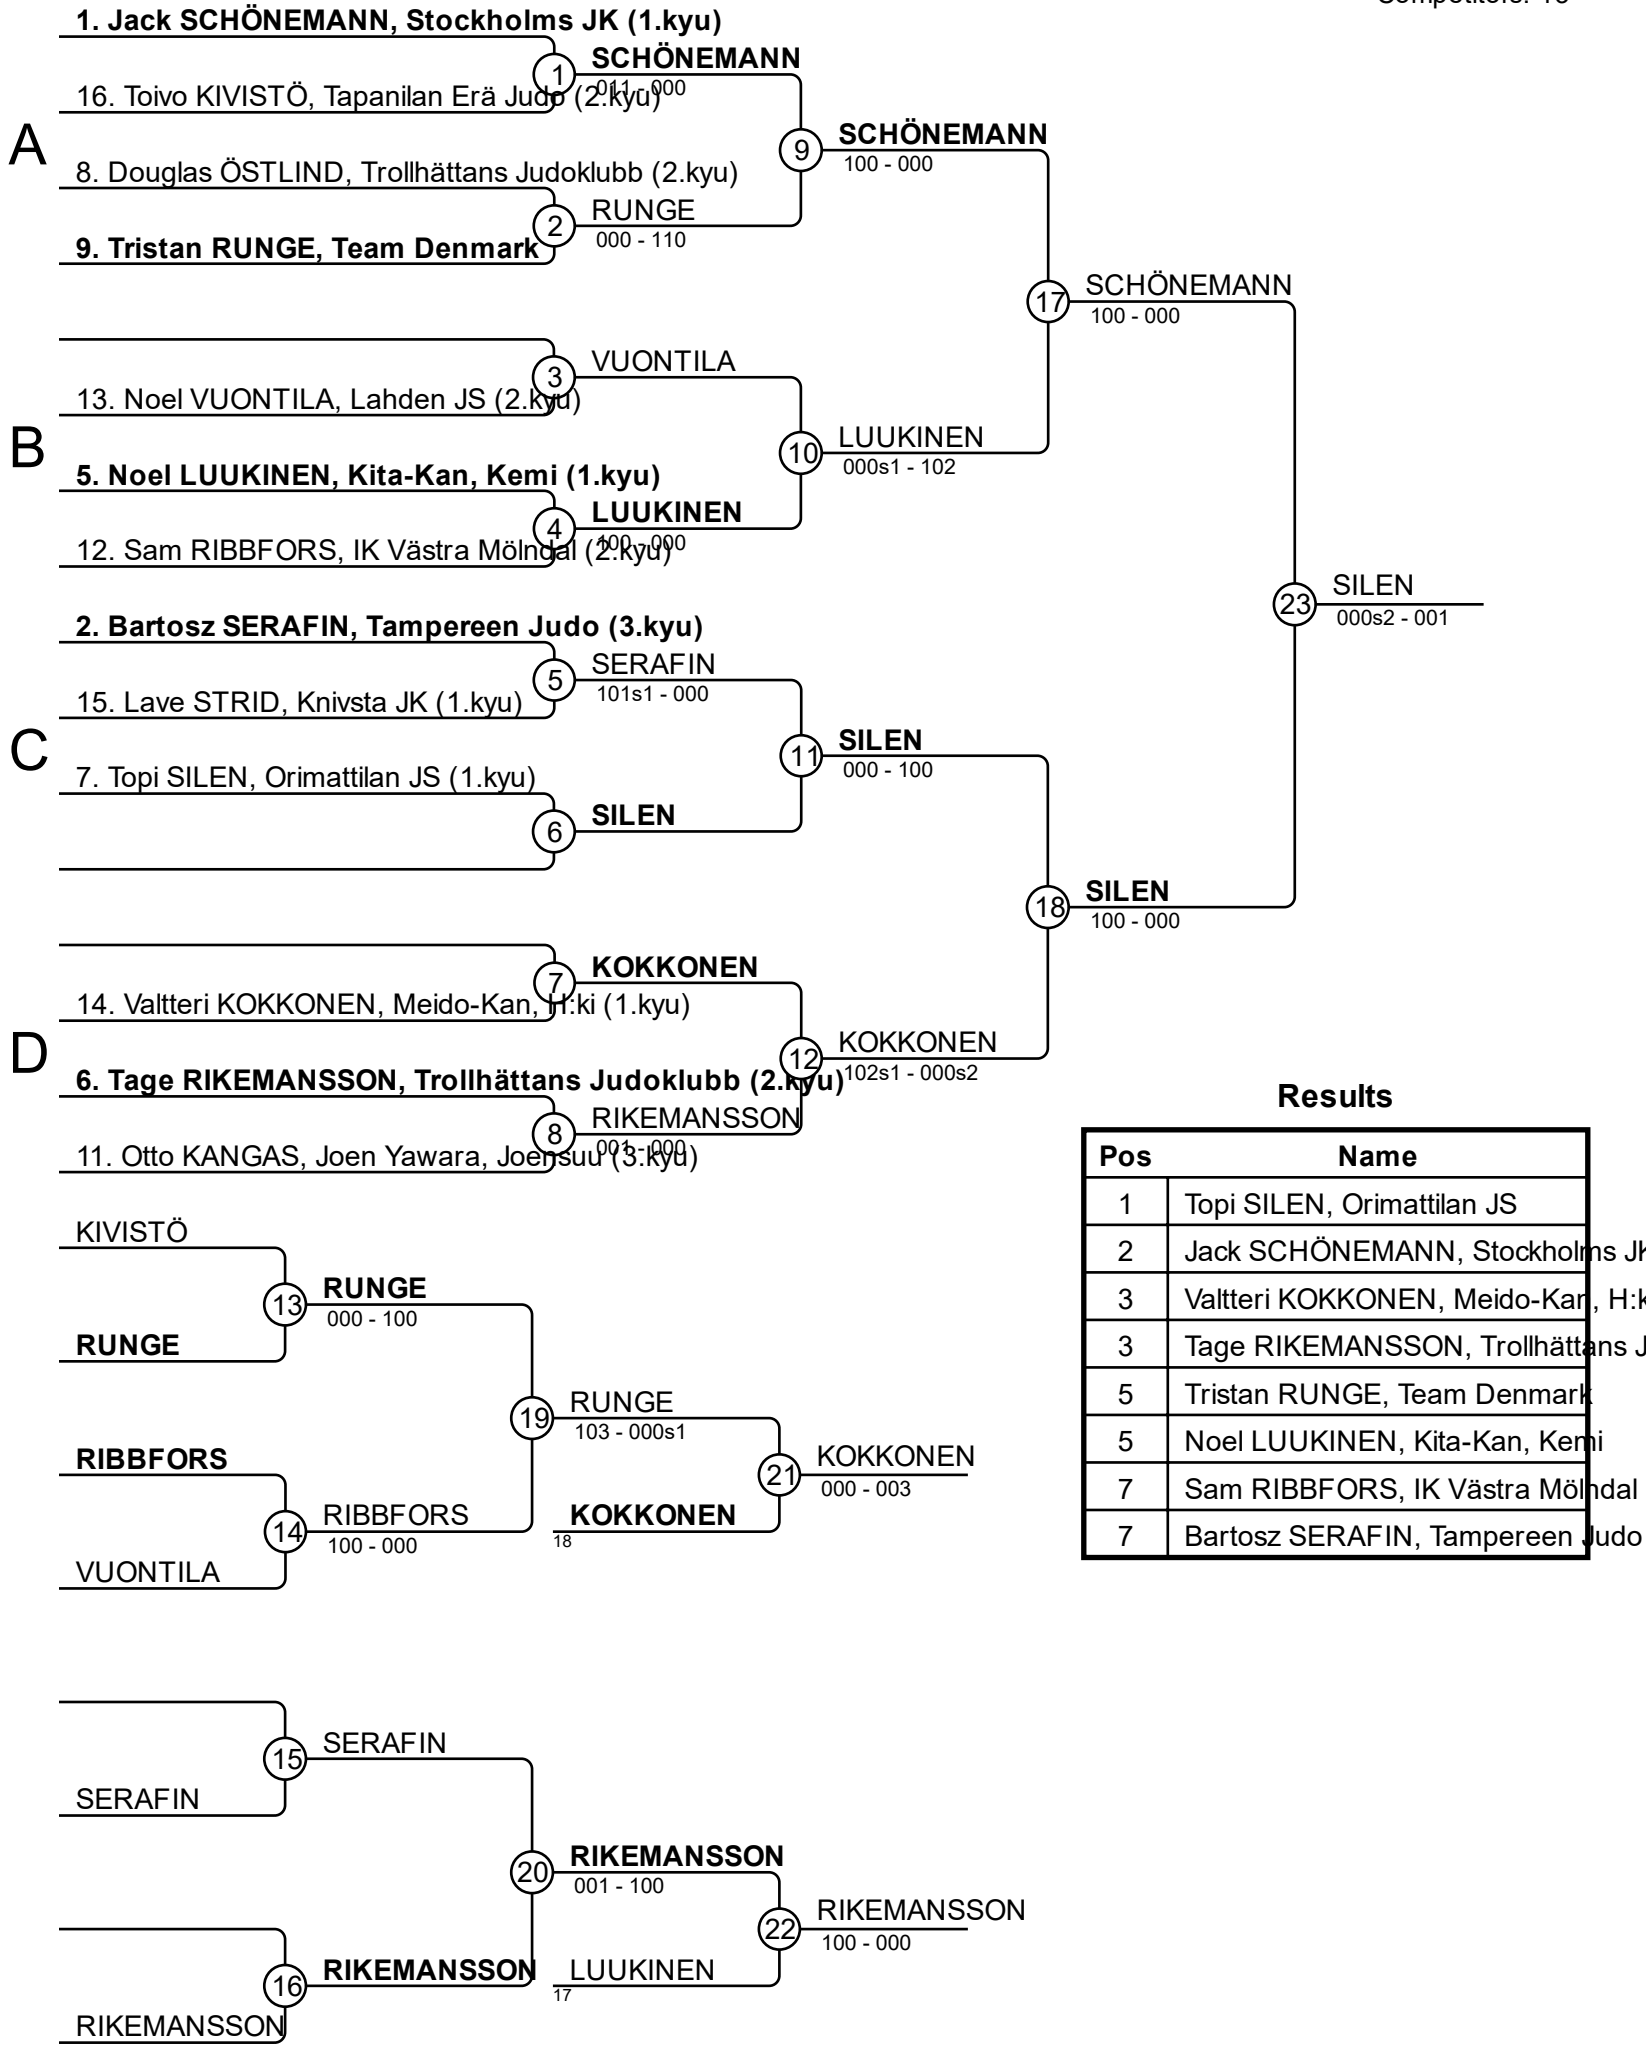 1. Jack SCHÖNEMANN, Stockholms JK (1.kyu)
SCHÖNEMANN
1
011 - 000
16. Toivo KIVISTÖ, Tapanilan Erä Judo (2.kyu)
A
SCHÖNEMANN
9
100 - 000
8. Douglas ÖSTLIND, Trollhättans Judoklubb (2.kyu)
RUNGE
2
000 - 110
9. Tristan RUNGE, Team Denmark
SCHÖNEMANN
17
100 - 000
VUONTILA
3
13. Noel VUONTILA, Lahden JS (2.kyu)
B
LUUKINEN
10
000s1 - 102
5. Noel LUUKINEN, Kita-Kan, Kemi (1.kyu)
LUUKINEN
4
100 - 000
12. Sam RIBBFORS, IK Västra Mölndal (2.kyu)
SILEN
23
000s2 - 001
2. Bartosz SERAFIN, Tampereen Judo (3.kyu)
SERAFIN
5
101s1 - 000
15. Lave STRID, Knivsta JK (1.kyu)
C
SILEN
11
000 - 100
7. Topi SILEN, Orimattilan JS (1.kyu)
SILEN
6
SILEN
18
100 - 000
KOKKONEN
7
14. Valtteri KOKKONEN, Meido-Kan, H:ki (1.kyu)
D
KOKKONEN
12
102s1 - 000s2
6. Tage RIKEMANSSON, Trollhättans Judoklubb (2.kyu)
RIKEMANSSON
8
001 - 000
11. Otto KANGAS, Joen Yawara, Joensuu (3.kyu)
Results
Pos Name
1 Topi SILEN, Orimattilan JS
2 Jack SCHÖNEMANN, Stockholms JK
3 Valtteri KOKKONEN, Meido-Kan, H:k
3 Tage RIKEMANSSON, Trollhättans J
5 Tristan RUNGE, Team Denmark
5 Noel LUUKINEN, Kita-Kan, Kemi
7 Sam RIBBFORS, IK Västra Mölndal
7 Bartosz SERAFIN, Tampereen Judo
KIVISTÖ
RUNGE
13
000 - 100
RUNGE
RUNGE
19
103 - 000s1
RIBBFORS
RIBBFORS
14
100 - 000
VUONTILA
KOKKONEN
18
KOKKONEN
21
000 - 003
SERAFIN
15
SERAFIN
RIKEMANSSON
20
001 - 100
RIKEMANSSON
16
RIKEMANSSON
LUUKINEN
17
RIKEMANSSON
22
100 - 000